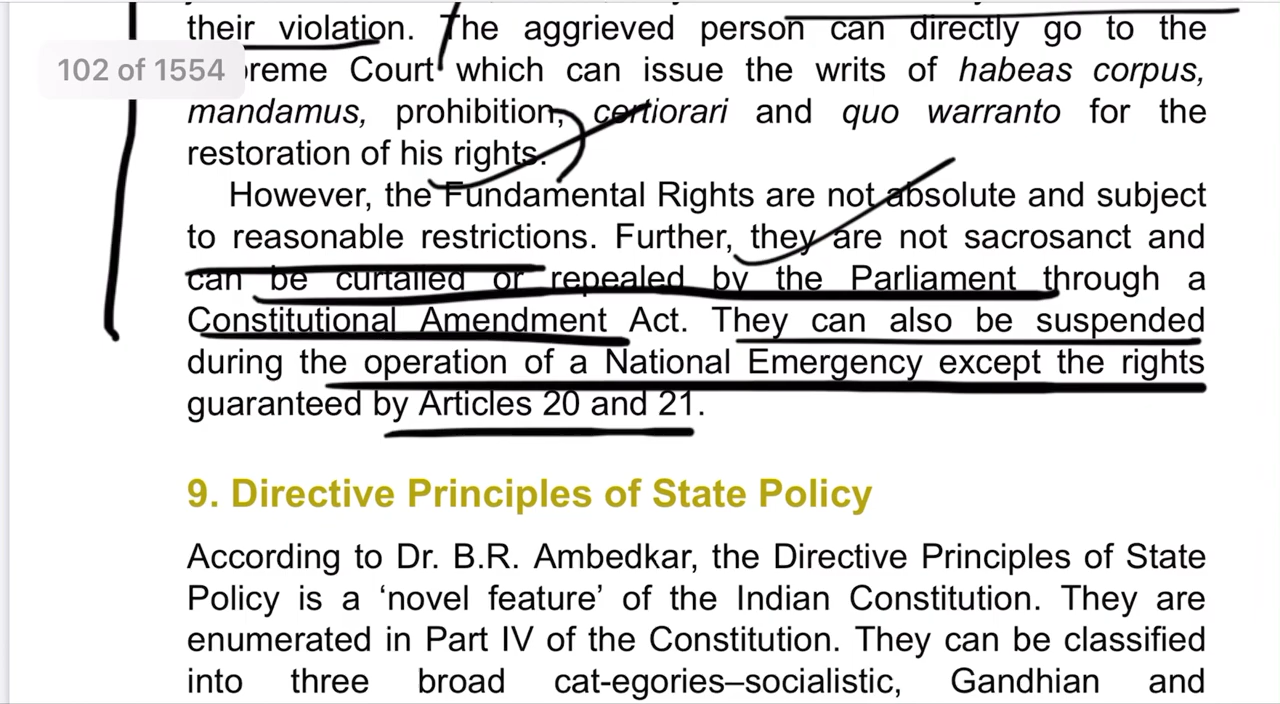 their violation. The aggrieved person can directly go to the
102 of 1554
preme Court which can issue the writs of habeas corpus,
mandamus, prohibition, certiorari and quo warranto for the
restoration of his rights.
However, the Fundamental Rights are not absolute and subject
to reasonable restrictions. Further, they are not sacrosanct and
can be curtailed or repealed by the Parliament through a
Constitutional Amendment Act. They can also be suspended
during the operation of a National Emergency except the rights
guaranteed by Articles 20 and 21.
9. Directive Principles of State Policy
According to Dr. B.R. Ambedkar, the Directive Principles of State
Policy is a ‘novel feature’ of the Indian Constitution. They are
enumerated in Part IV of the Constitution. They can be classified
into three broad cat-egories–socialistic, Gandhian and